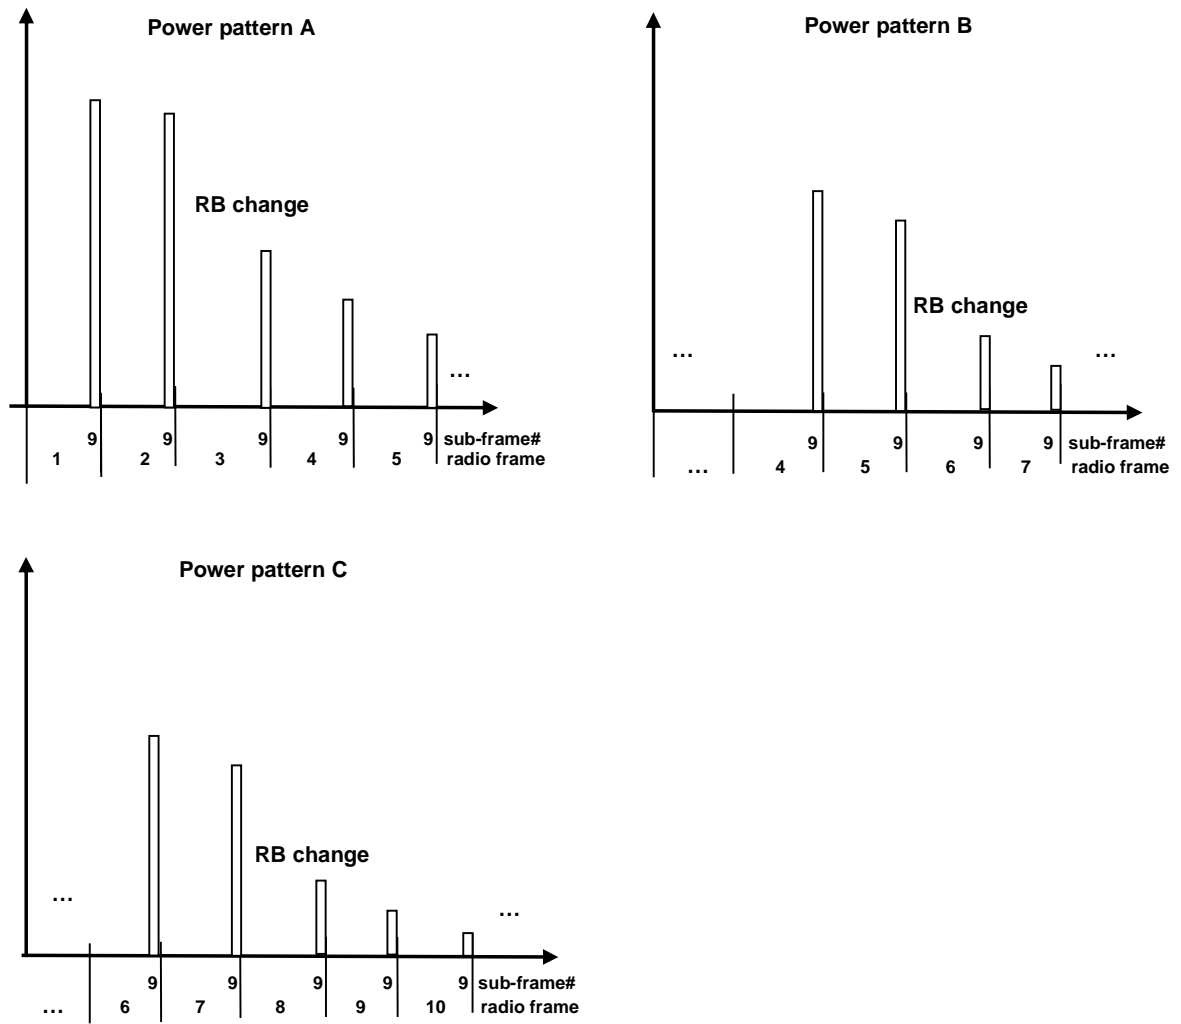 Power pattern A
RB change
...
9 9 9 9 9 sub-frame#
1 2 3 4 5 radio frame
Power pattern B
RB change
... ...
9 9 9 9 sub-frame#
... 4 5 6 7 radio frame
Power pattern C
RB change
... ...
9 9 9 9 9 sub-frame#
... 6 7 8 9 10 radio frame